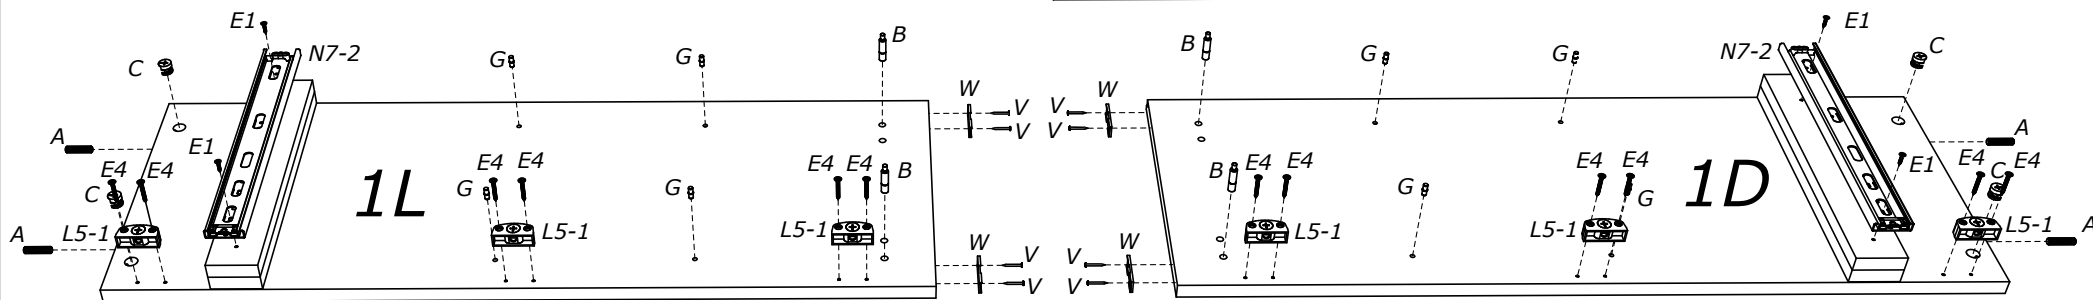 E1 N7-2 C G G B W V V A E4 E4 C E1 1L G E4 E4 G E4 E4 B A L5-1 L5-1 L5-1 W V V
B G G E1 N7-2 C W V V A B E4 E4 G E4 E4 G 1D E1 E4 C E4 L5-1 L5-1 L5-1 A W V V